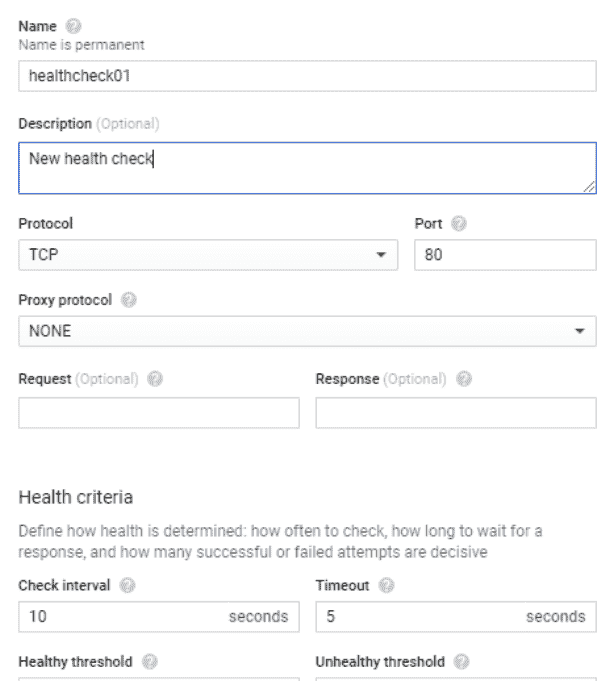 Name
Name is permanent
healthcheck01
Description (Optional)
New health check
Protocol Port
TCP 80
Proxy protocol
NONE
Request (Optional) Response (Optional)
Health criteria
Define how health is determined: how often to check, how long to wait for a
response, and how many successful or failed attempts are decisive
Check interval Timeout
10 seconds 5 seconds
Healthy threshold Unhealthy threshold